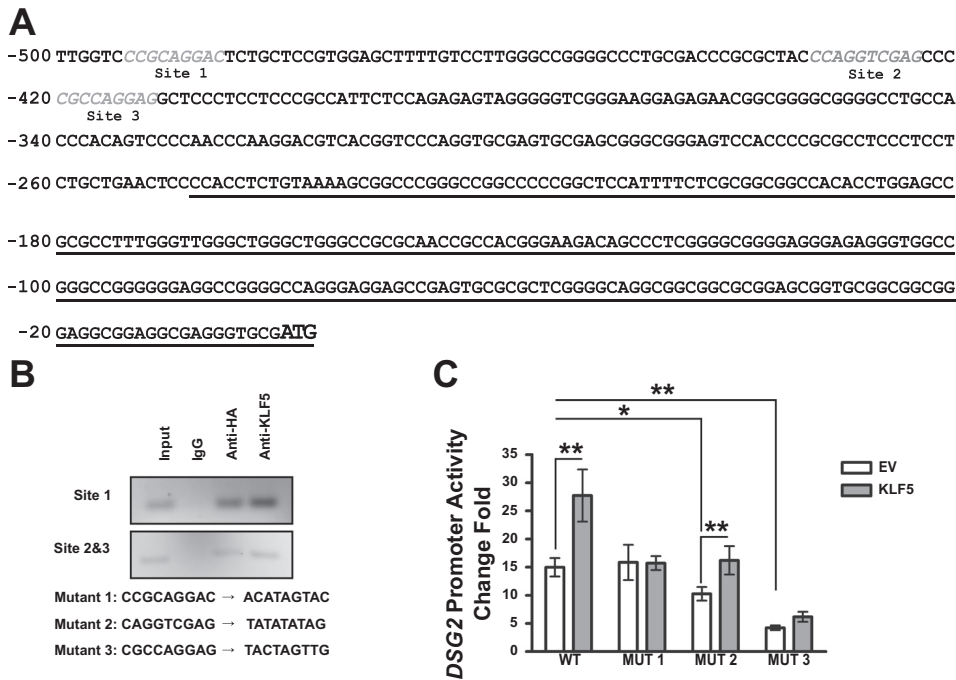 A
-500 TTGGTCCCGCAGGACTCTGCTCCGTGGAGCTTTTGTCCTTGGGCCGGGGCCCTGCGACCCGCGCTACCCAGGTCGAGCCC
Site 1 Site 2
-420 CGCCAGGAGGCTCCCTCCTCCCGCCATTCTCCAGAGAGTAGGGGGTCGGGAAGGAGAGAACGGCGGGGCGGGGCCTGCCA
Site 3
-340 CCCACAGTCCCCAACCCAAGGACGTCACGGTCCCAGGTGCGAGTGCGAGCGGGCGGGAGTCCACCCCGCGCCTCCCTCCT
-260 CTGCTGAACTCCCCACCTCTGTAAAAGCGGCCCGGGCCGGCCCCCGGCTCCATTTTCTCGCGGCGGCCACACCTGGAGCC
-180 GCGCCTTTGGGTTGGGCTGGGCTGGGCCGCGCAACCGCCACGGGAAGACAGCCCTCGGGGCGGGGAGGGAGAGGGTGGCC
-100 GGGCCGGGGGGAGGCCGGGGCCAGGGAGGAGCCGAGTGCGCGCTCGGGGCAGGCGGCGGCGCGGAGCGGTGCGGCGGCGG
-20 GAGGCGGAGGCGAGGGTGCGATG
B
Input
IgG
Anti-HA
Anti-KLF5
Site 1
Site 2&3
Mutant 1: CCGCAGGAC → ACATAGTAC
Mutant 2: CAGGTCGAG → TATATATAG
Mutant 3: CGCCAGGAG → TACTAGTTG
C
**
*
**
**
DSG2 Promoter Activity
Change Fold
35
30
25
20
15
10
5
0
WT MUT 1 MUT 2 MUT 3
EV
KLF5